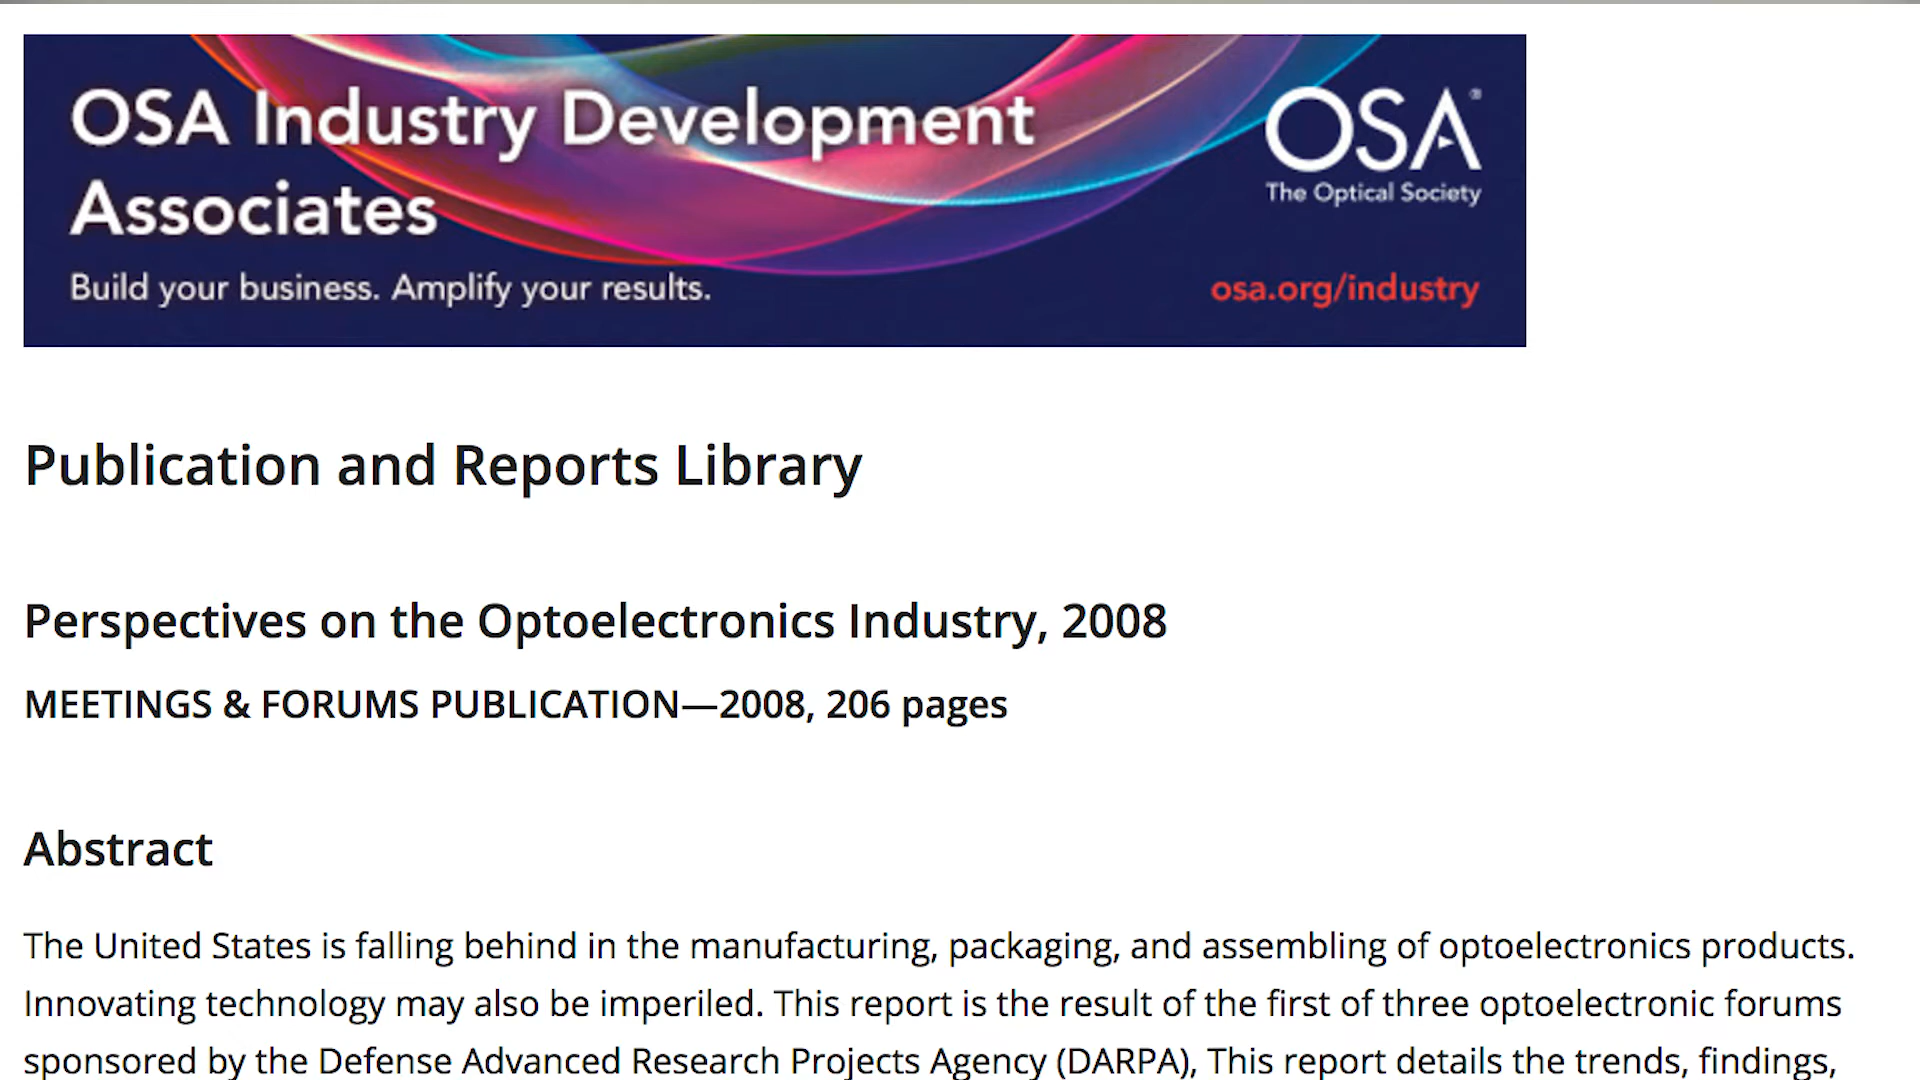 OSA Industry Development
Associates
Build your business. Amplify your results.
OSA®
The Optical Society
osa.org/industry
Publication and Reports Library
Perspectives on the Optoelectronics Industry, 2008
MEETINGS & FORUMS PUBLICATION—2008, 206 pages
Abstract
The United States is falling behind in the manufacturing, packaging, and assembling of optoelectronics products.
Innovating technology may also be imperiled. This report is the result of the first of three optoelectronic forums
sponsored by the Defense Advanced Research Projects Agency (DARPA), This report details the trends, findings,